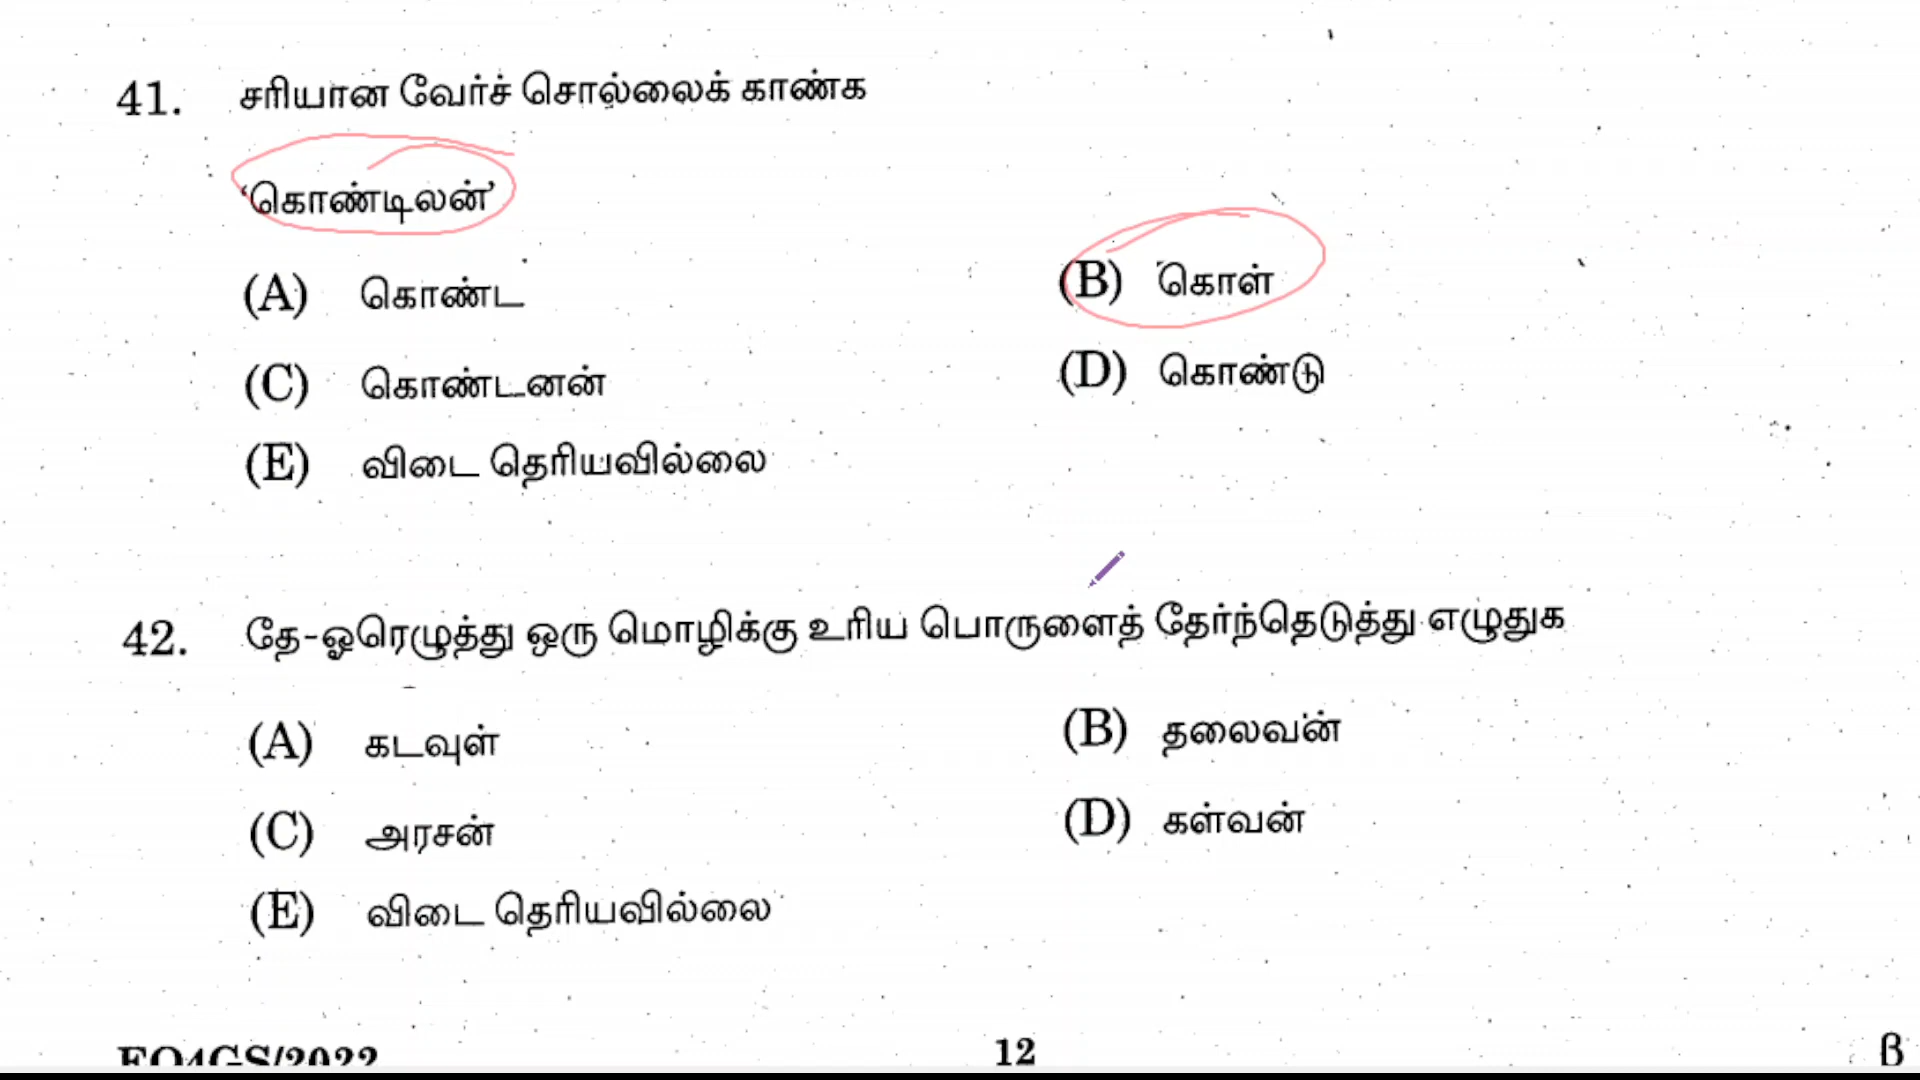 41. சரியான வேர்ச் சொல்லைக் காண்க
‘கொண்டிலன்’
(A) கொண்ட (B) கொள்
(C) கொண்டனன் (D) கொண்டு
(E) விடை தெரியவில்லை
42. தே-ஓரெழுத்து ஒரு மொழிக்கு உரிய பொருளைத் தேர்ந்தெடுத்து எழுதுக
(A) கடவுள் (B) தலைவன்
(C) அரசன் (D) கள்வன்
(E) விடை தெரியவில்லை
12